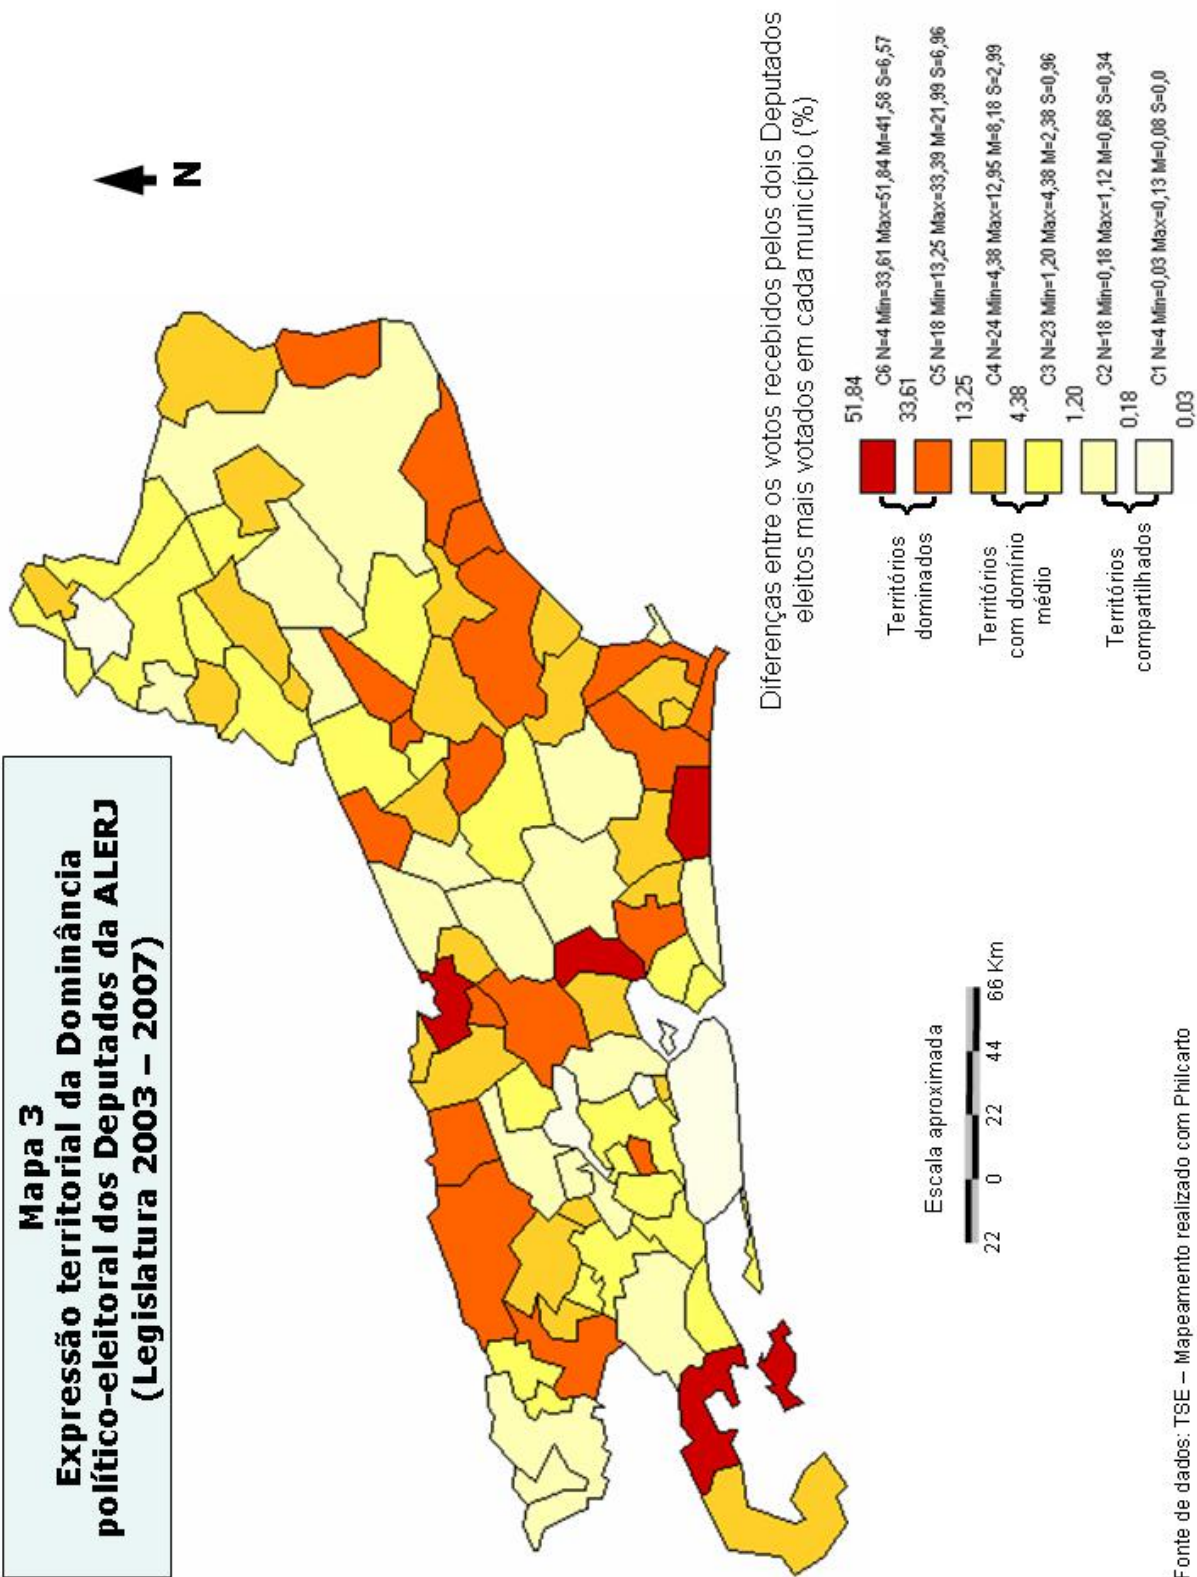 Mapa 3
Expressão territorial da Dominância
político-eleitoral dos Deputados da ALERJ
(Legislatura 2003 – 2007)
N
Diferenças entre os votos recebidos pelos dois Deputados
eleitos mais votados em cada município (%)
51,84
C6 N=4 Min=33,61 Max=51,84 M=41,58 S=6,57
33,61
C5 N=18 Min=13,25 Max=33,39 M=21,99 S=6,96
13,25
C4 N=24 Min=4,38 Max=12,95 M=8,18 S=2,99
4,38
C3 N=23 Min=1,20 Max=4,38 M=2,38 S=0,96
1,20
C2 N=18 Min=0,18 Max=1,12 M=0,68 S=0,34
0,18
C1 N=4 Min=0,03 Max=0,13 M=0,08 S=0,0
0,03
Territórios
dominados
Territórios
com domínio
médio
Territórios
compartilhados
Escala aproximada
22 0 22 44 66 Km
Fonte de dados: TSE – Mapeamento realizado com Philcarto